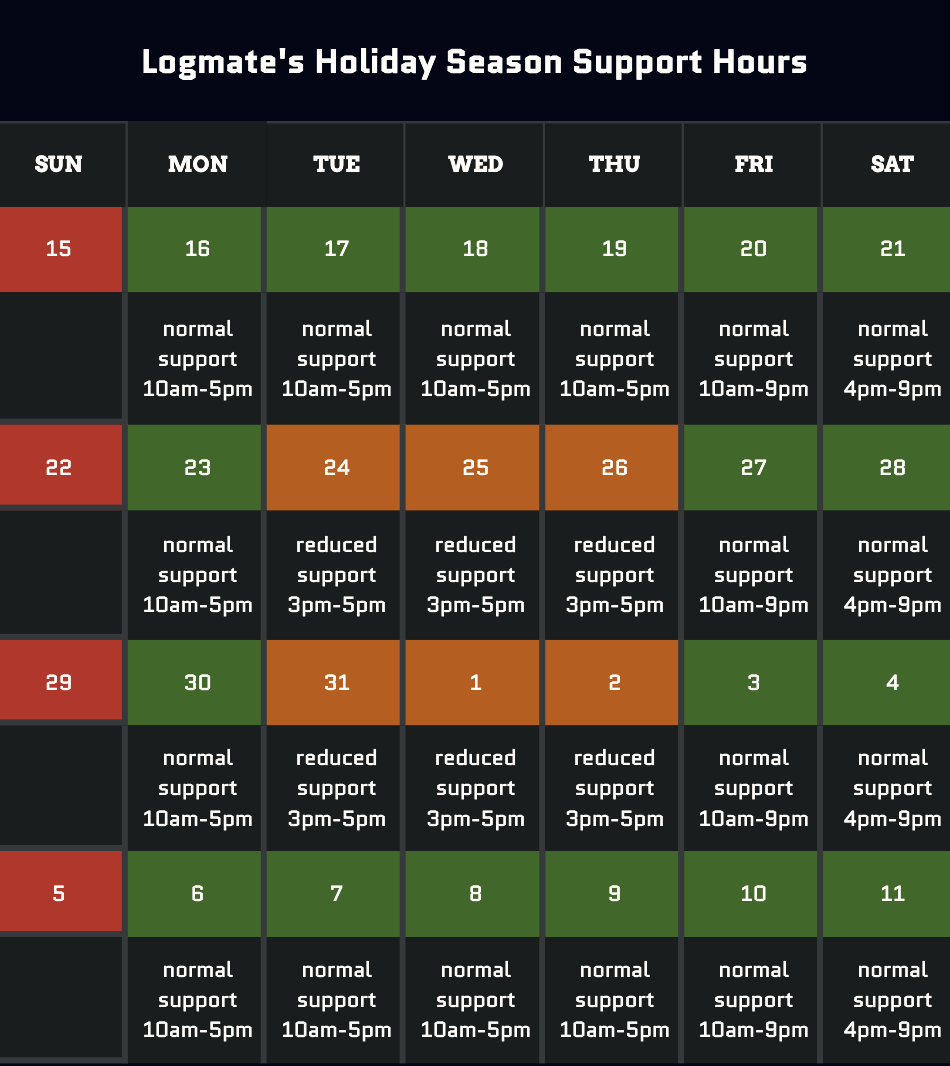 Logmate's Holiday Season Support Hours
SUN MON TUE WED THU FRI SAT
15 16 17 18 19 20 21
normal normal normal normal normal normal
support support support support support support
10am-5pm 10am-5pm 10am-5pm 10am-5pm 10am-9pm 4pm-9pm
22 23 24 25 26 27 28
normal reduced reduced reduced normal normal
support support support support support support
10am-5pm 3pm-5pm 3pm-5pm 3pm-5pm 10am-9pm 4pm-9pm
29 30 31 1 2 3 4
normal reduced reduced reduced normal normal
support support support support support support
10am-5pm 3pm-5pm 3pm-5pm 3pm-5pm 10am-9pm 4pm-9pm
5 6 7 8 9 10 11
normal normal normal normal normal normal
support support support support support support
10am-5pm 10am-5pm 10am-5pm 10am-5pm 10am-9pm 4pm-9pm